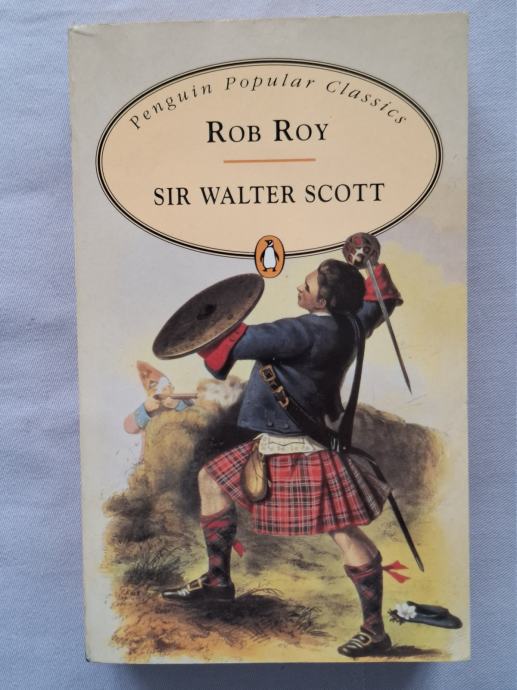 Penguin Popular Classics
ROB ROY
SIR WALTER SCOTT